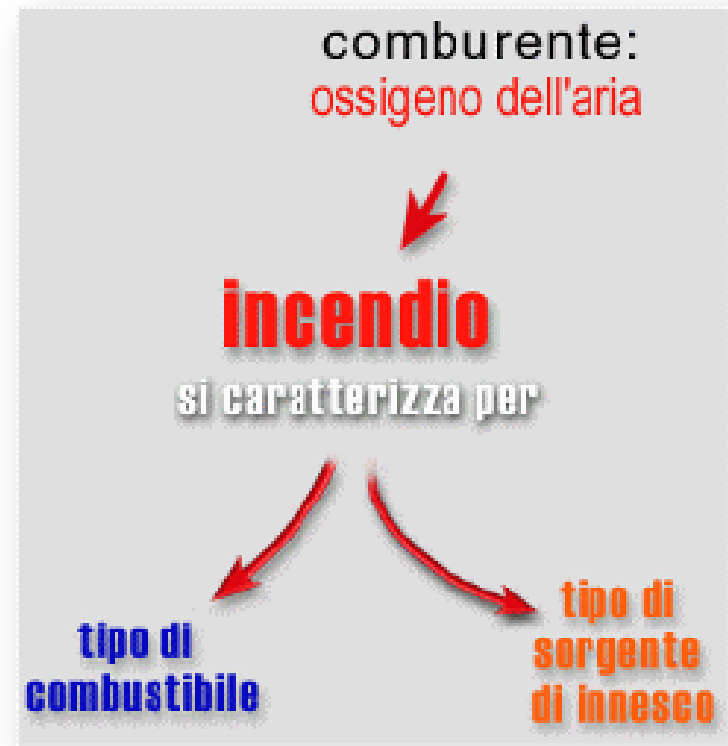 comburente:
ossigeno dell'aria
incendio
si caratterizza per
tipo di
combustibile
tipo di
sorgente
di innesco